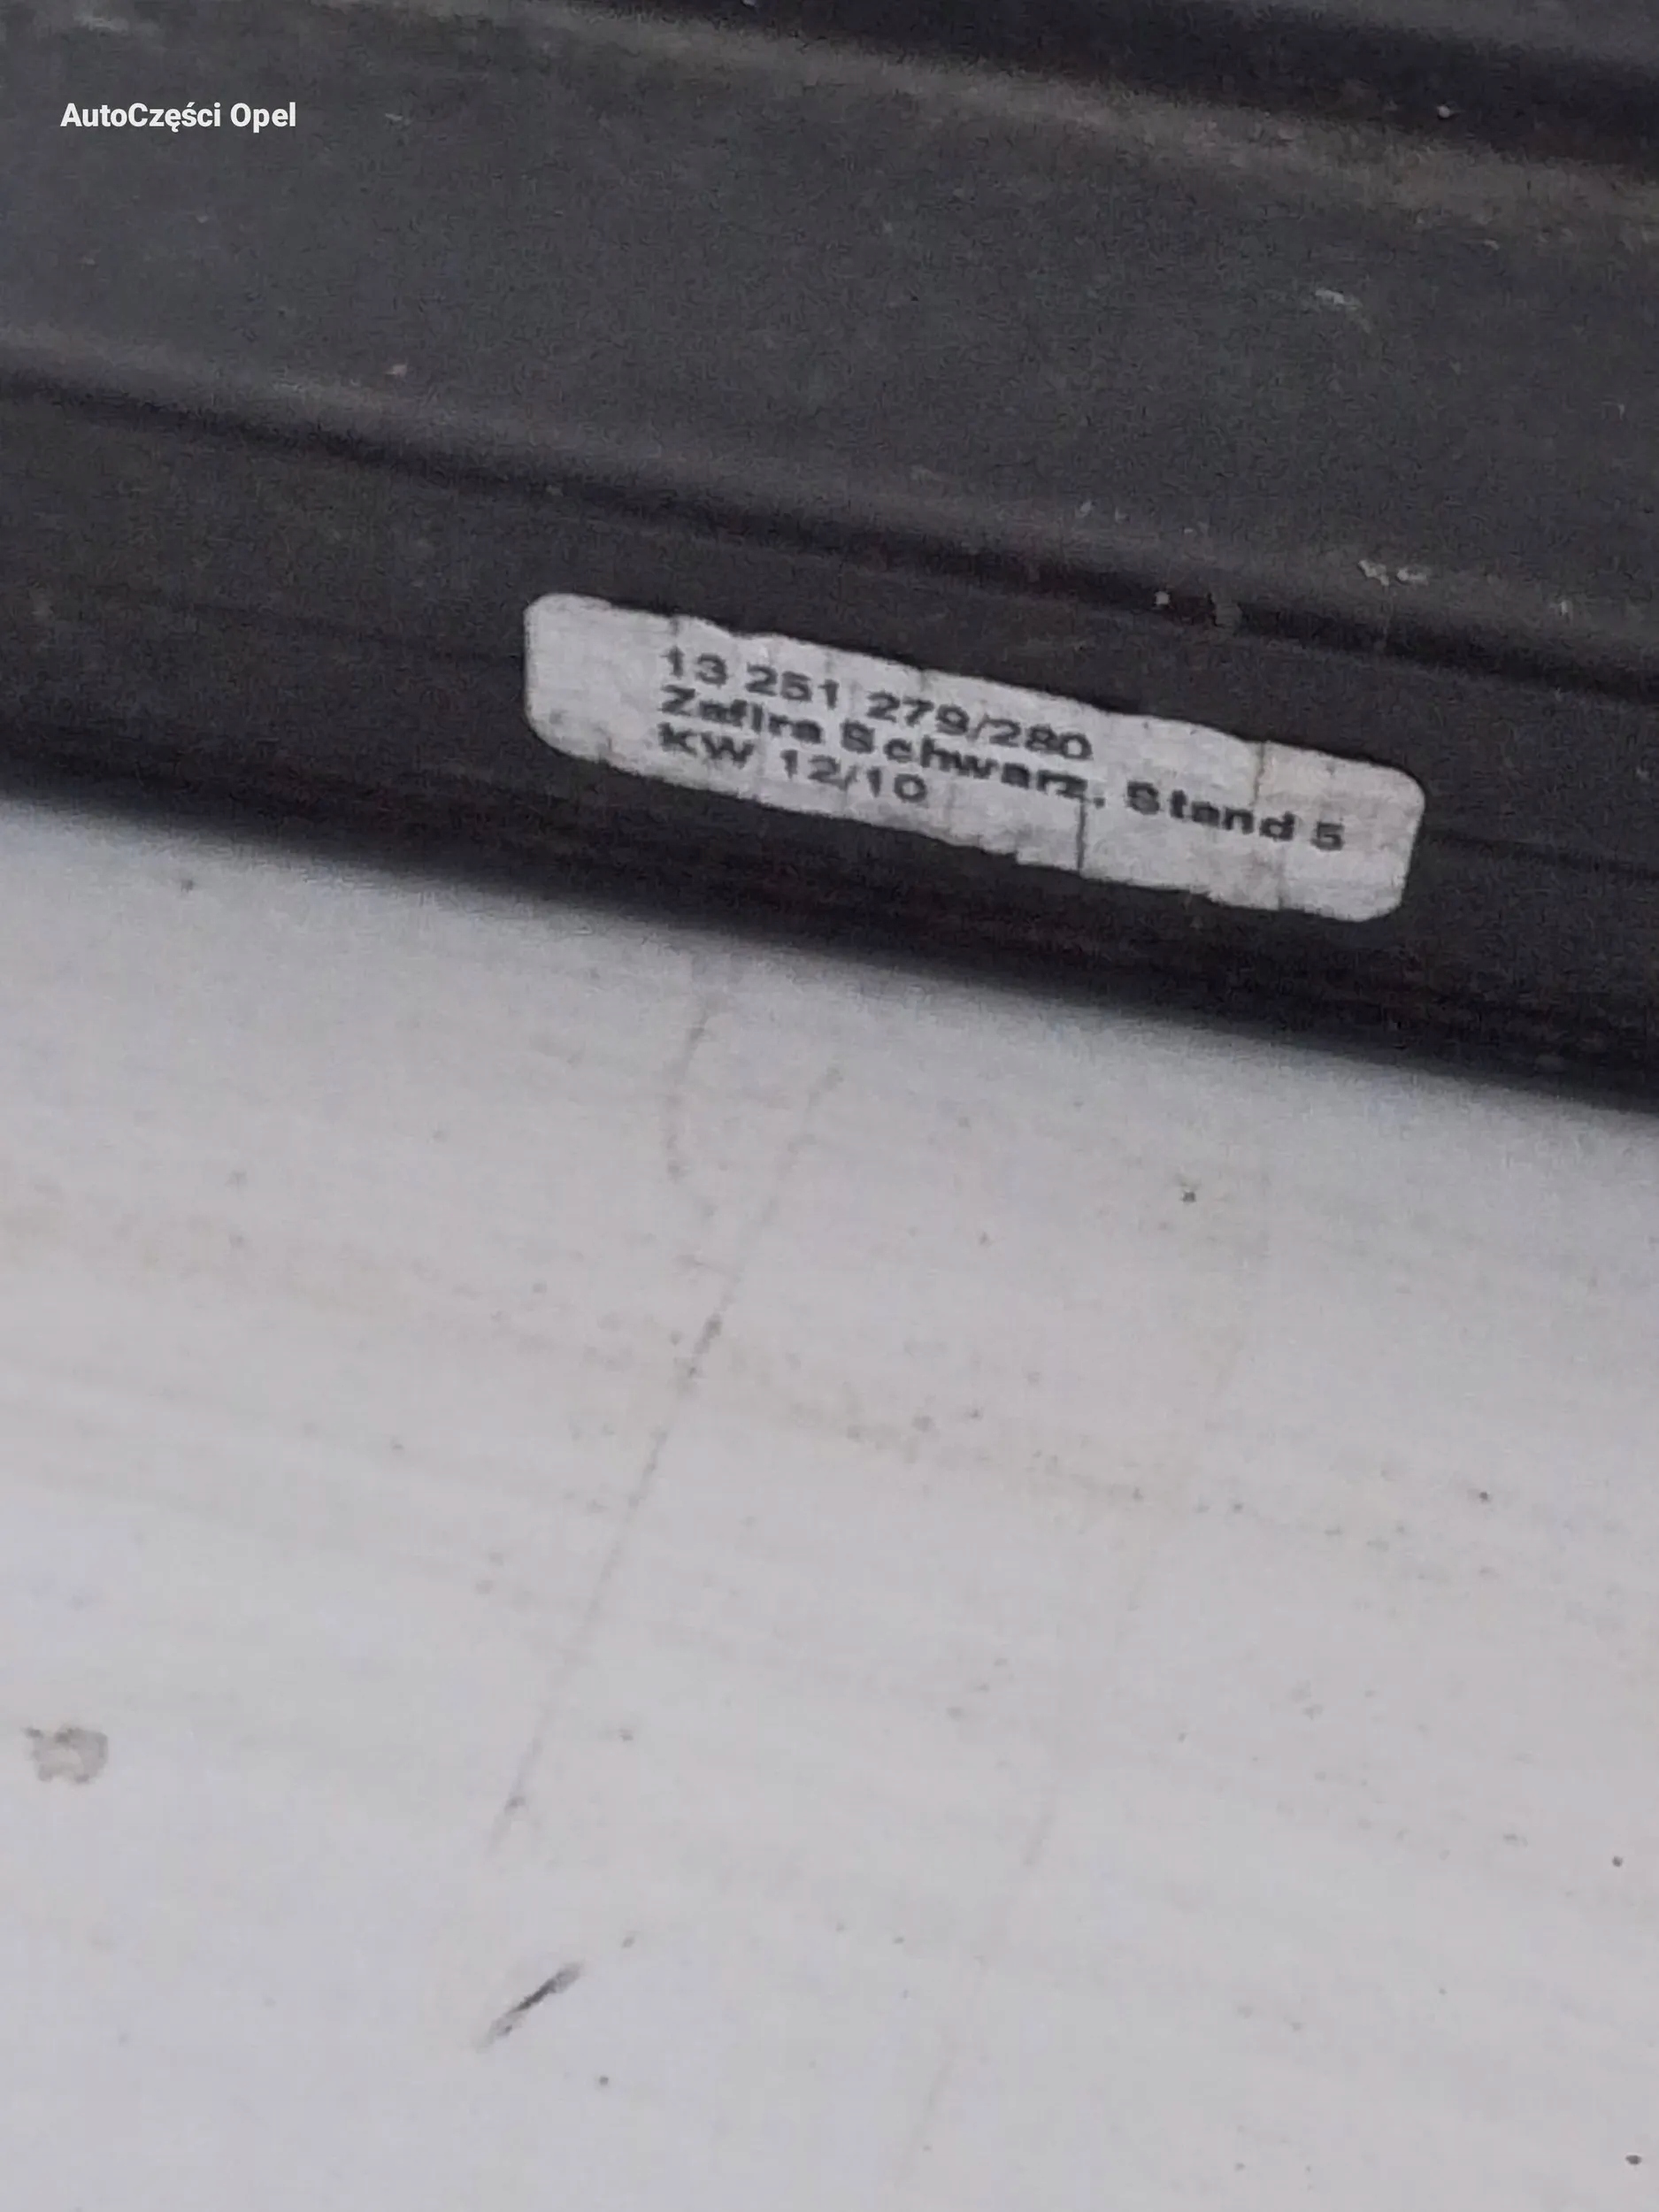 AutoCzęści Opel
13 251 279/280
Zafira Schwarz, Stand 5
KW 12/10